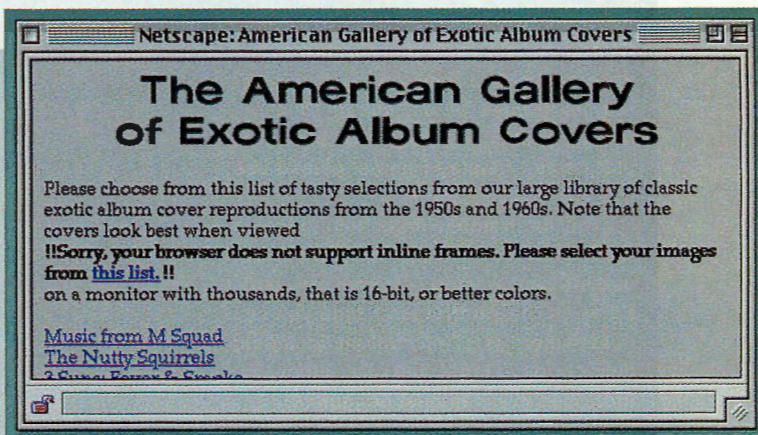 Netscape: American Gallery of Exotic Album Covers
The American Gallery
of Exotic Album Covers
Please choose from this list of tasty selections from our large library of classic
exotic album cover reproductions from the 1950s and 1960s. Note that the
covers look best when viewed
!!Sorry, your browser does not support inline frames. Please select your images
from this list. !!
on a monitor with thousands, that is 16-bit, or better colors.
Music from M Squad
The Nutty Squirrels